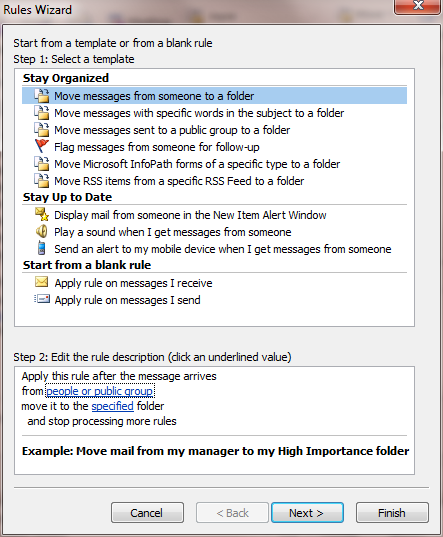 Rules Wizard
Start from a template or from a blank rule
Step 1: Select a template
Stay Organized
Move messages from someone to a folder
Move messages with specific words in the subject to a folder
Move messages sent to a public group to a folder
Flag messages from someone for follow-up
Move Microsoft InfoPath forms of a specific type to a folder
Move RSS items from a specific RSS Feed to a folder
Stay Up to Date
Display mail from someone in the New Item Alert Window
Play a sound when I get messages from someone
Send an alert to my mobile device when I get messages from someone
Start from a blank rule
Apply rule on messages I receive
Apply rule on messages I send
Step 2: Edit the rule description (click an underlined value)
Apply this rule after the message arrives
from people or public group
move it to the specified folder
and stop processing more rules
Example: Move mail from my manager to my High Importance folder
Cancel < Back Next > Finish